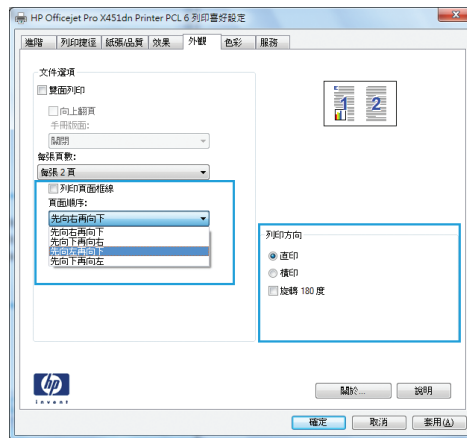 HP Officejet Pro X451dn Printer PCL 6 列印喜好設定
進階 列印捷徑 紙張/品質 效果 外觀 色彩 服務
文件選項
雙面列印
向上翻頁
手冊版面:
關閉
每張頁數:
每張 2 頁
列印頁面框線
頁面順序:
先向右再向下
先向右再向下
先向下再向右
先向左再向下
先向下再向左
1 2
列印方向
直印
橫印
旋轉 180 度
hp
invent
關於... 說明
確定 取消 套用(A)